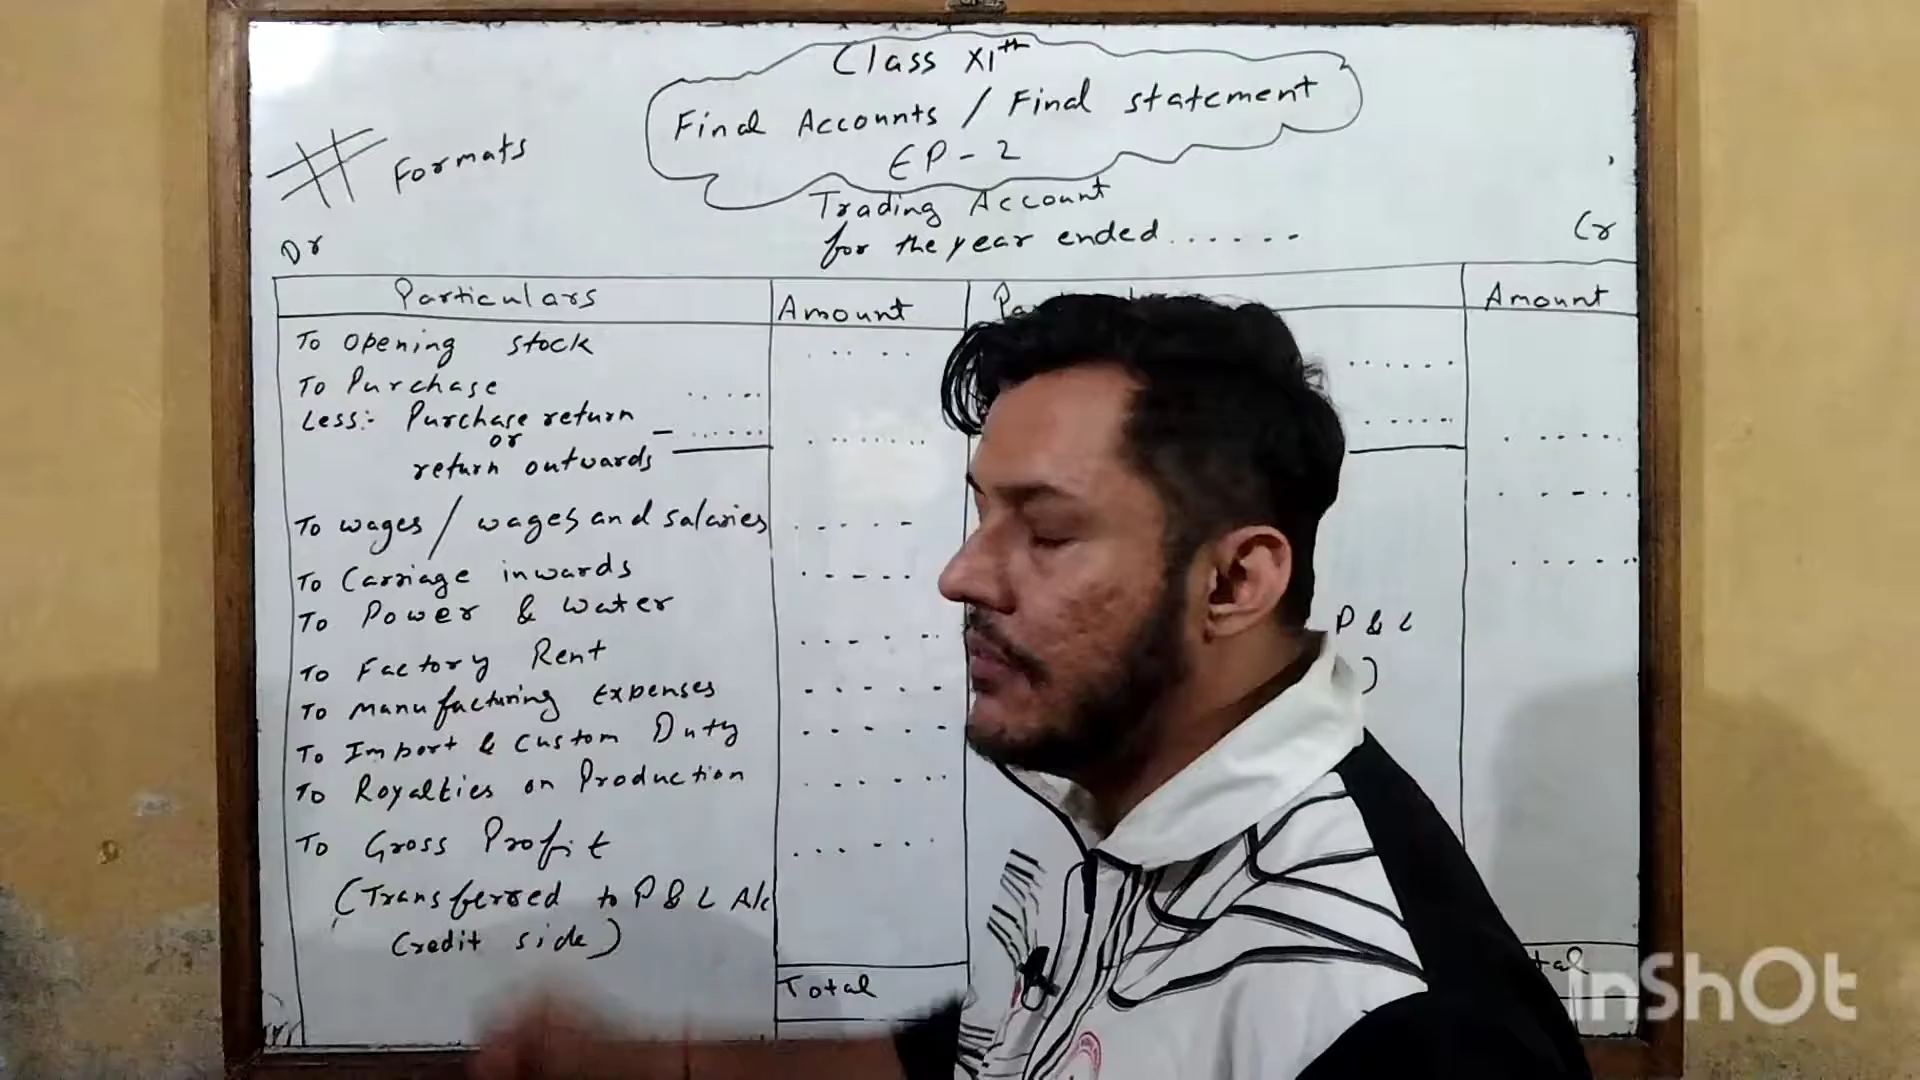 Class XIth
Final Accounts / Final statement
EP - 2
# Formats
Trading Account
for the year ended.......
Dr
Cr
Particulars
Amount
Amount
To Opening stock
To Purchase
Less:- Purchase return
or
return outwards
To wages / wages and salaries
To Carriage inwards
To Power & water
To Factory Rent
To Manufacturing Expenses
To Import & Custom Duty
To Royalties on Production
To Gross Profit
(Transferred to P & L A/c
Credit side)
Total
P & L
)
InShOt